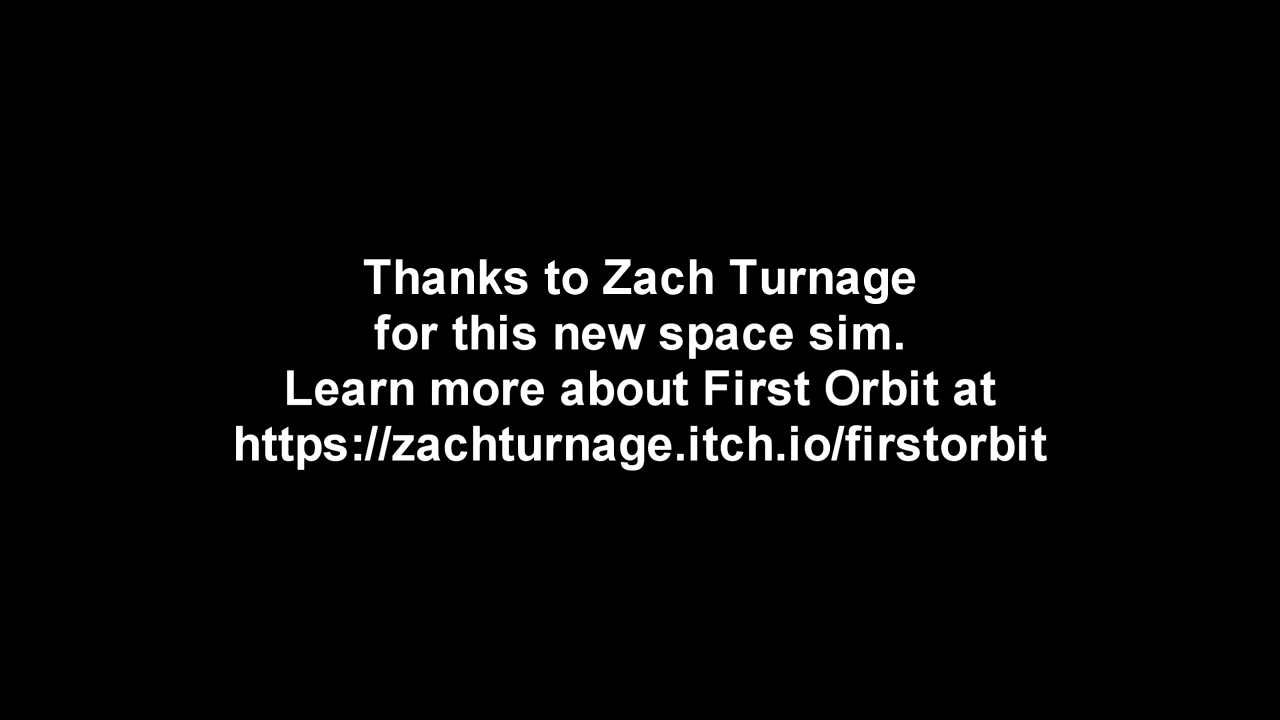 Thanks to Zach Turnage
for this new space sim.
Learn more about First Orbit at
https://zachturnage.itch.io/firstorbit